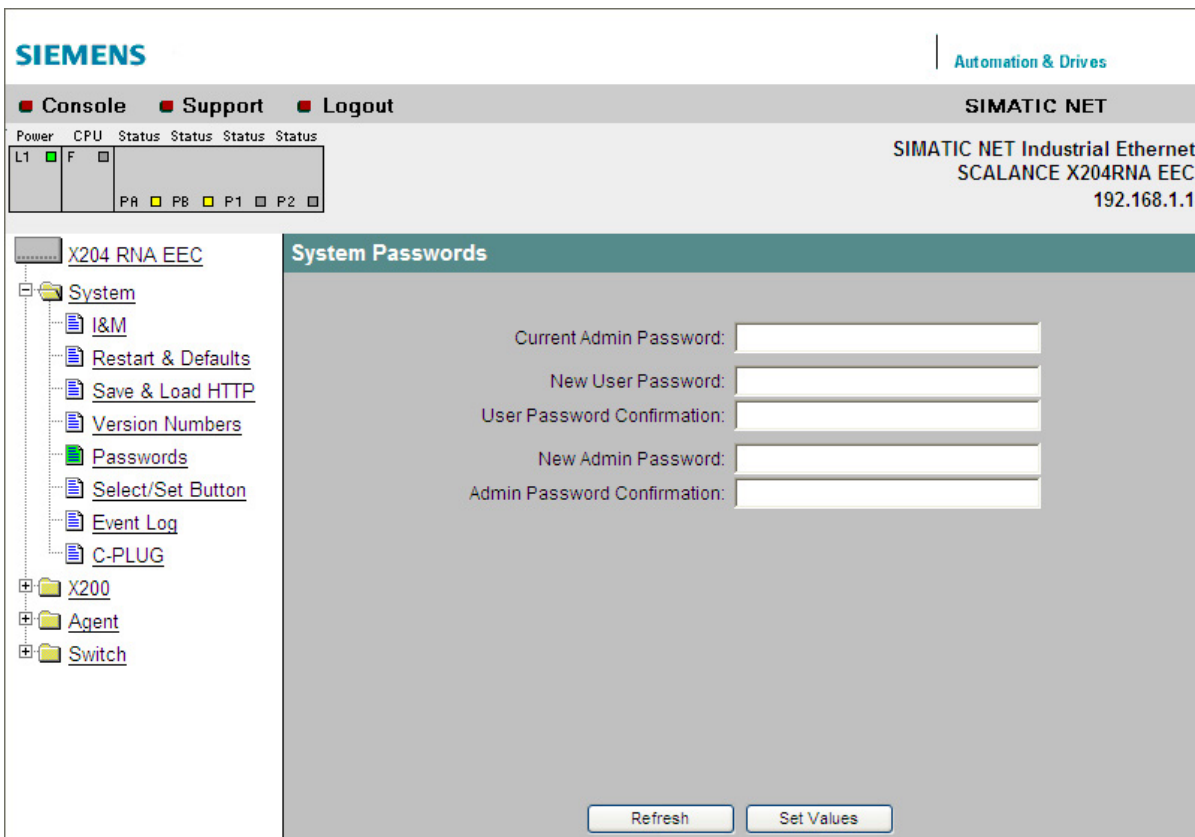 SIEMENS
Automation & Drives
Console Support Logout
SIMATIC NET
Power CPU Status Status Status Status
L1 F
PA PB P1 P2
SIMATIC NET Industrial Ethernet
SCALANCE X204RNA EEC
192.168.1.1
X204 RNA EEC
System
I&M
Restart & Defaults
Save & Load HTTP
Version Numbers
Passwords
Select/Set Button
Event Log
C-PLUG
X200
Agent
Switch
System Passwords
Current Admin Password:
New User Password:
User Password Confirmation:
New Admin Password:
Admin Password Confirmation:
Refresh Set Values